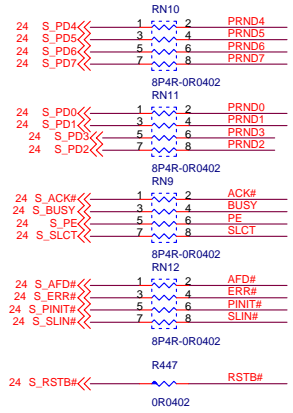 RN10
24 S_PD4 1 2 PRND4
24 S_PD5 3 4 PRND5
24 S_PD6 5 6 PRND6
24 S_PD7 7 8 PRND7
8P4R-0R0402
RN11
24 S_PD0 1 2 PRND0
24 S_PD1 3 4 PRND1
24 S_PD3 5 6 PRND3
24 S_PD2 7 8 PRND2
8P4R-0R0402
RN9
24 S_ACK# 1 2 ACK#
24 S_BUSY 3 4 BUSY
24 S_PE 5 6 PE
24 S_SLCT 7 8 SLCT
8P4R-0R0402
RN12
24 S_AFD# 1 2 AFD#
24 S_ERR# 3 4 ERR#
24 S_PINIT# 5 6 PINIT#
24 S_SLIN# 7 8 SLIN#
8P4R-0R0402
R447
24 S_RSTB# RSTB#
0R0402